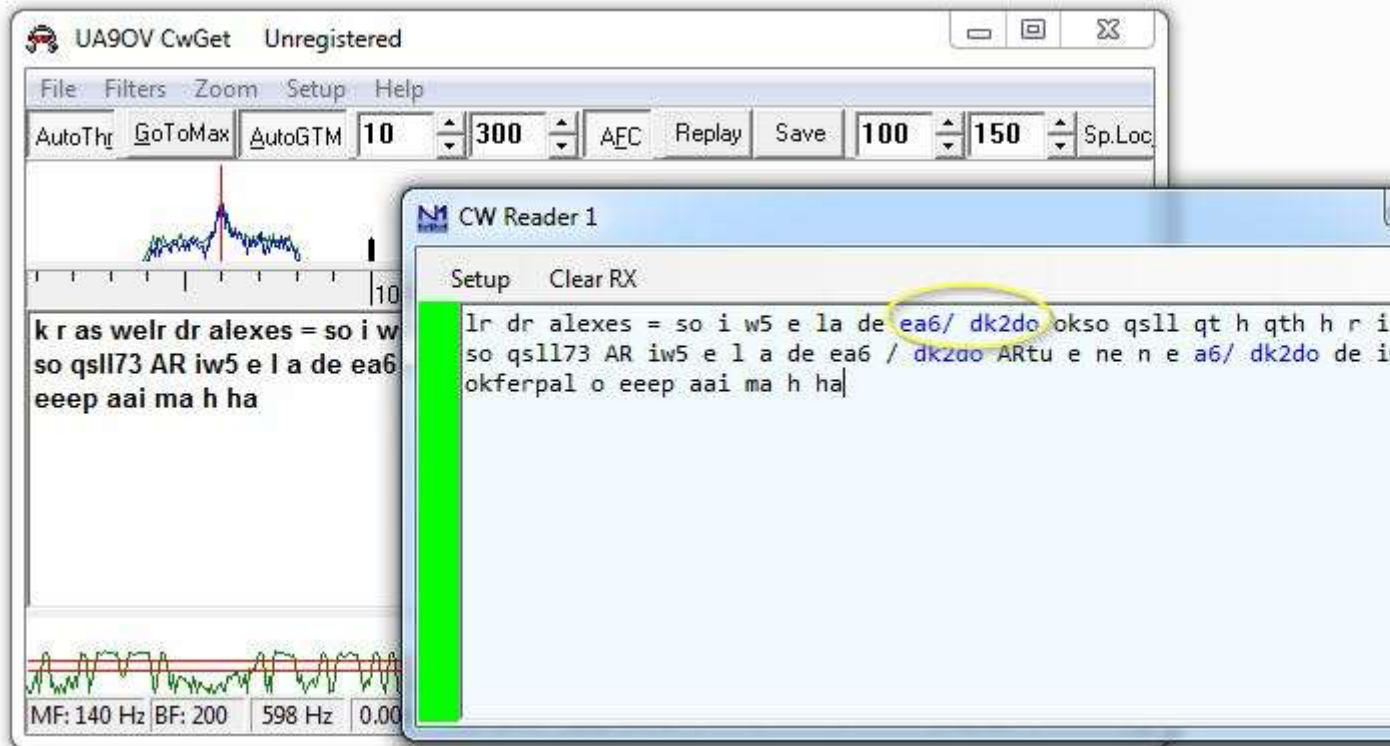 UA9OV CwGet Unregistered
File Filters Zoom Setup Help
AutoThr GoToMax AutoGTM 10 300 AFC Replay Save 100 150 Sp.Loc
10
k r as welr dr alexes = so i w
so qsll73 AR iw5 e l a de ea6
eeep aai ma h ha
MF: 140 Hz BF: 200 598 Hz 0.00
N1 CW Reader 1
Setup Clear RX
lr dr alexes = so i w5 e la de ea6/ dk2do okso qsll qt h qth h r i
so qsll73 AR iw5 e l a de ea6 / dk2do ARtu e ne n e a6/ dk2do de i
okferpal o eeep aai ma h ha